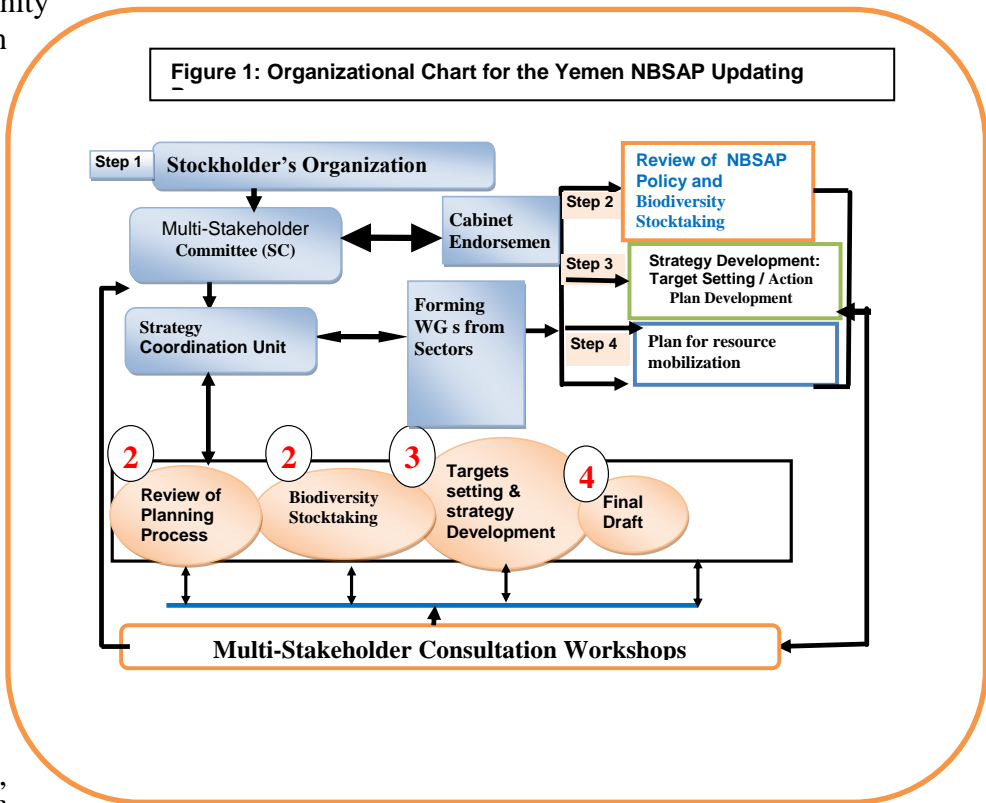 nity
Figure 1: Organizational Chart for the Yemen NBSAP Updating
Step 1
Stockholder's Organization
Multi-Stakeholder
Committee (SC)
Cabinet
Endorsemen
Step 2
Review of NBSAP
Policy and
Biodiversity
Stocktaking
Step 3
Strategy Development:
Target Setting / Action
Plan Development
Strategy
Coordination Unit
Forming
WG s from
Sectors
Step 4
Plan for resource
mobilization
2
2
3
4
Review of
Planning
Process
Biodiversity
Stocktaking
Targets
setting &
strategy
Development
Final
Draft
Multi-Stakeholder Consultation Workshops